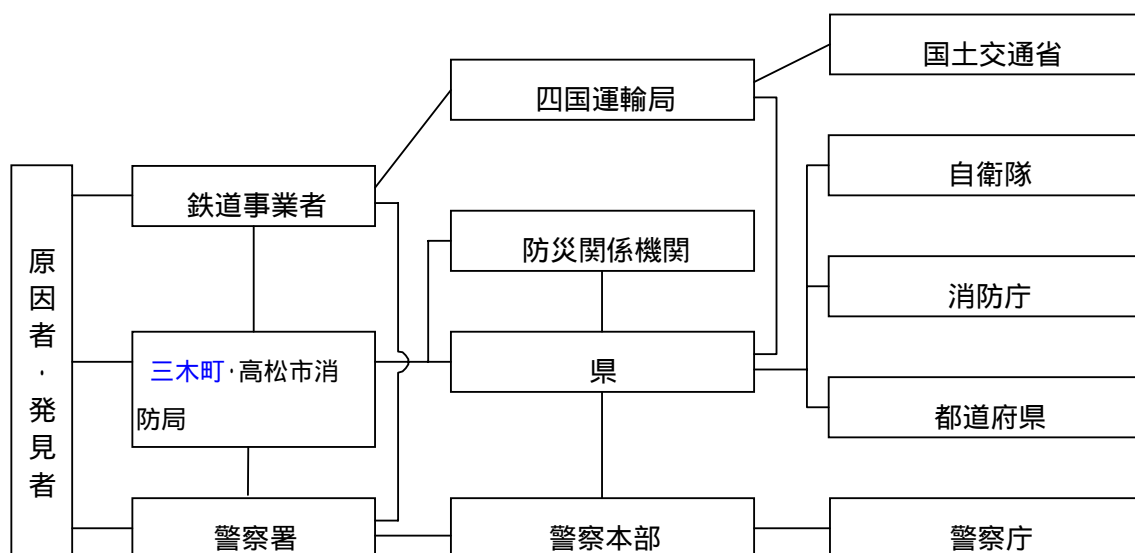 国土交通省
四国運輸局
自衛隊
鉄道事業者
防災関係機関
原因者・発見者
消防庁
三木町・高松市消
防局
県
都道府県
警察署
警察本部
警察庁